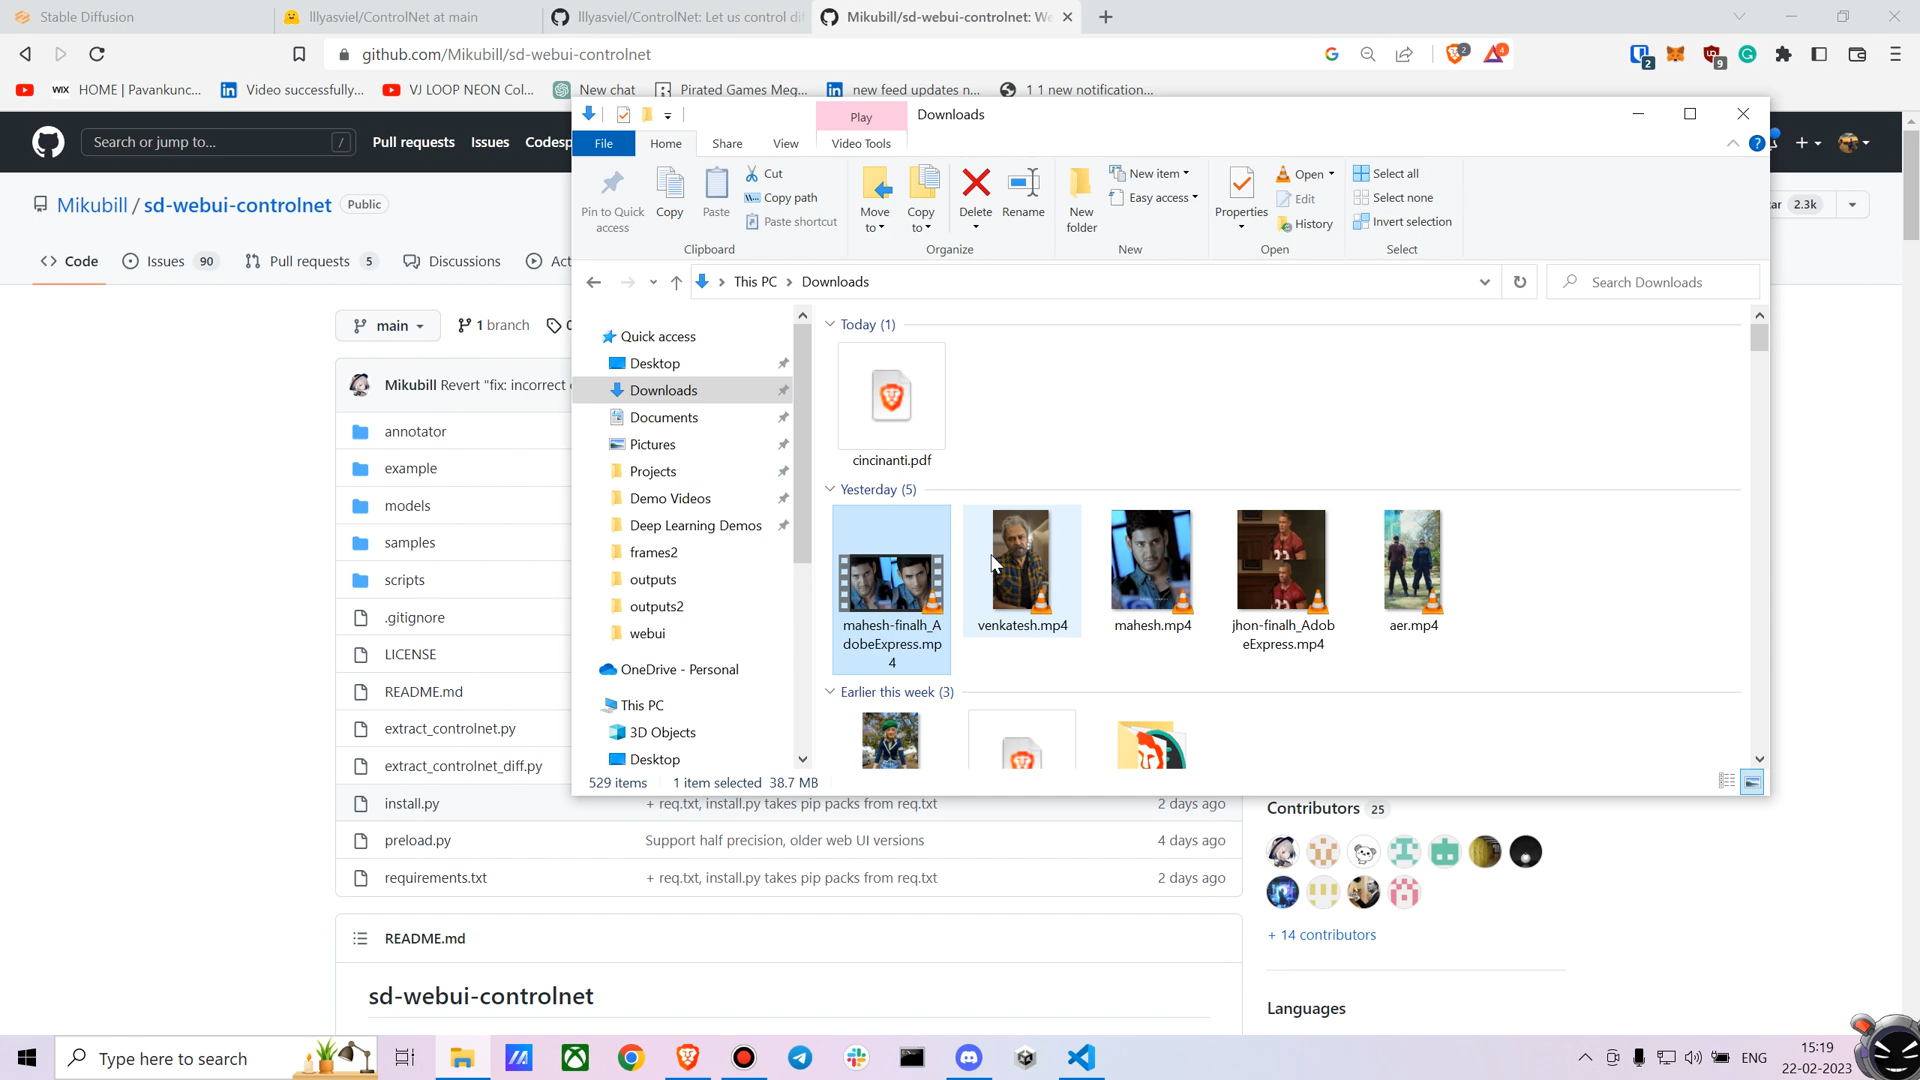 Stable Diffusion
lllyasviel/ControlNet at main
lllyasviel/ControlNet: Let us control di
Mikubill/sd-webui-controlnet: We
github.com/Mikubill/sd-webui-controlnet
2
4
2
9
WIX HOME | Pavankunc...
Video successfully...
VJ LOOP NEON Col...
New chat
Pirated Games Meg...
new feed updates n...
1 1 new notification...
Search or jump to...
/
Pull requests
Issues
Codesp
Mikubill / sd-webui-controlnet
Public
ar 2.3k
Code
Issues 90
Pull requests 5
Discussions
Act
main
1 branch
Mikubill Revert "fix: incorrect
annotator
example
models
samples
scripts
.gitignore
LICENSE
README.md
extract_controlnet.py
extract_controlnet_diff.py
install.py
+ req.txt, install.py takes pip packs from req.txt
2 days ago
preload.py
Support half precision, older web UI versions
4 days ago
requirements.txt
+ req.txt, install.py takes pip packs from req.txt
2 days ago
README.md
sd-webui-controlnet
Contributors 25
+ 14 contributors
Languages
Play
Downloads
File
Home
Share
View
Video Tools
Pin to Quick access
Copy
Paste
Cut
Copy path
Paste shortcut
Clipboard
Move to
Copy to
Delete
Rename
Organize
New folder
New item
Easy access
New
Properties
Open
Edit
History
Open
Select all
Select none
Invert selection
Select
This PC
Downloads
Search Downloads
Quick access
Desktop
Downloads
Documents
Pictures
Projects
Demo Videos
Deep Learning Demos
frames2
outputs
outputs2
webui
OneDrive - Personal
This PC
3D Objects
Desktop
Today (1)
cincinanti.pdf
Yesterday (5)
mahesh-finalh_A
dobeExpress.mp
4
venkatesh.mp4
mahesh.mp4
jhon-finalh_Adob
eExpress.mp4
aer.mp4
Earlier this week (3)
529 items
1 item selected 38.7 MB
Type here to search
ENG
15:19
22-02-2023